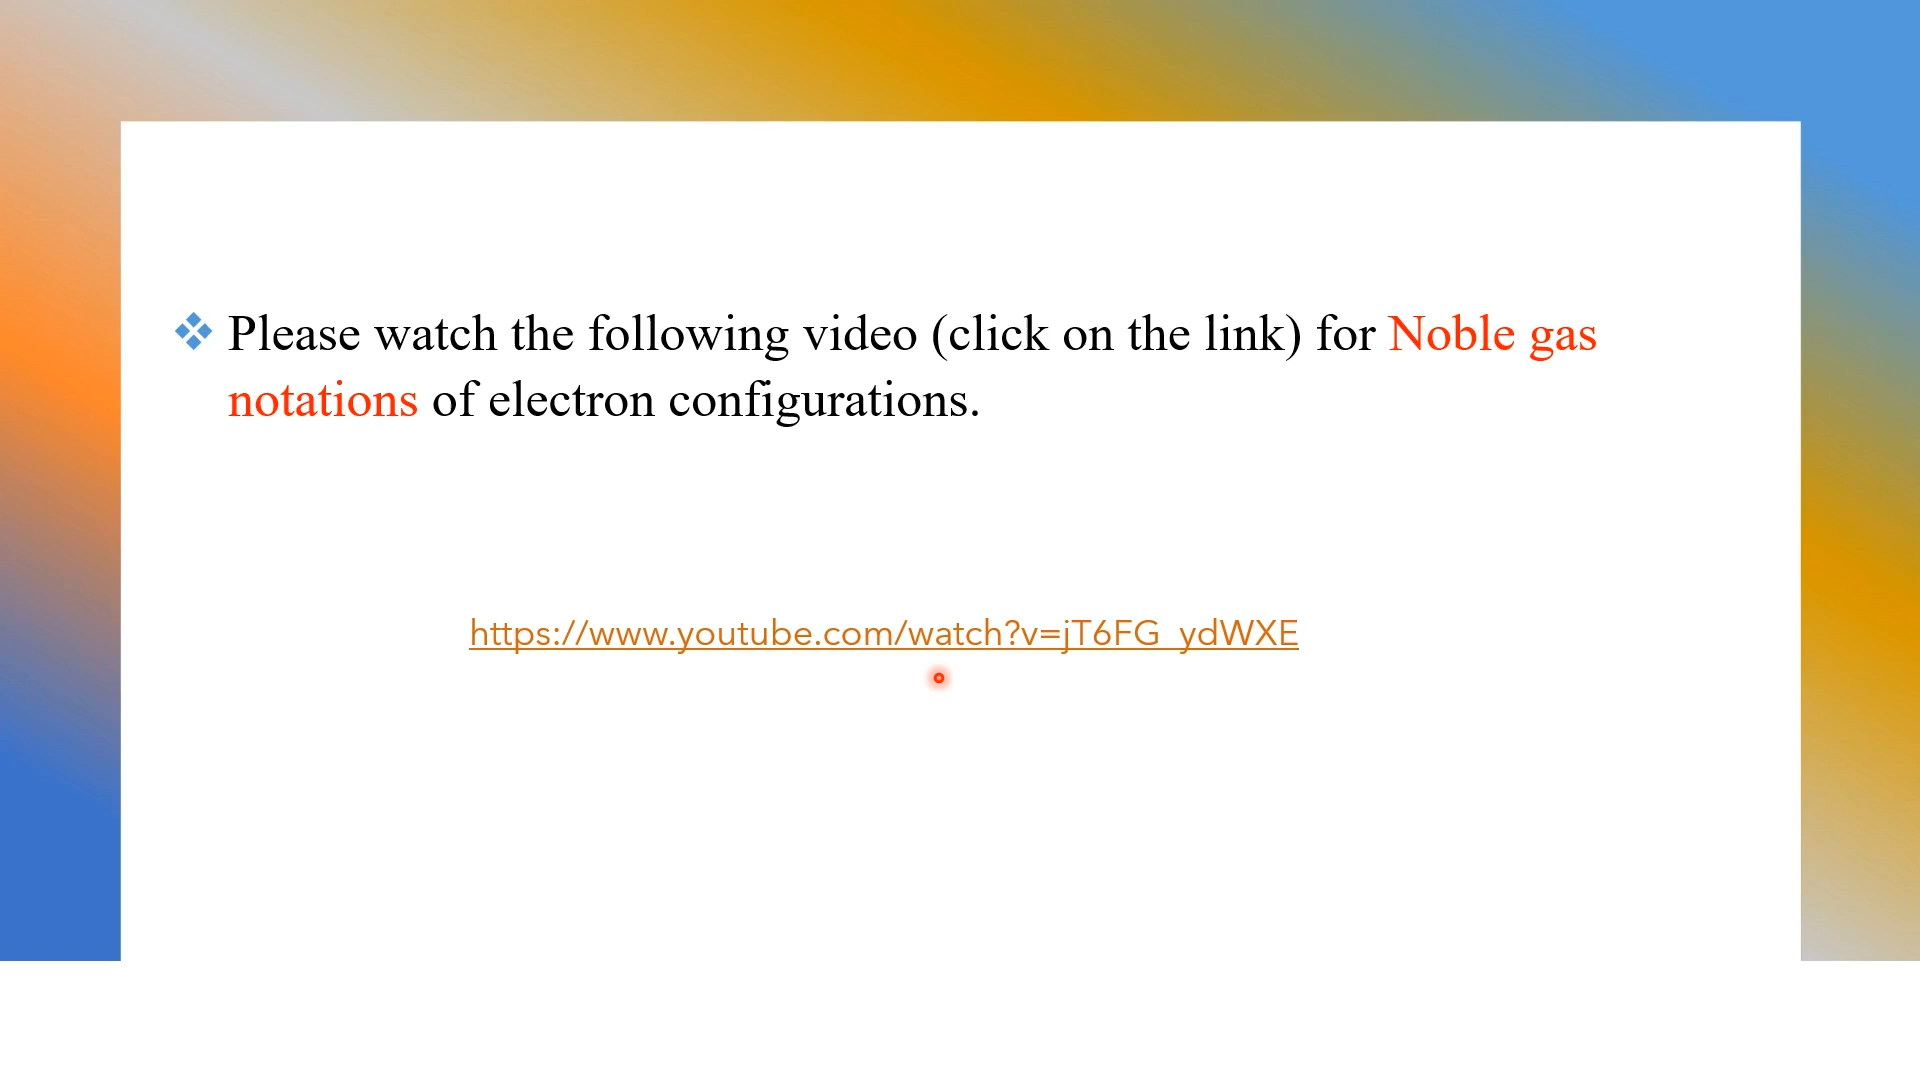 Please watch the following video (click on the link) for Noble gas
notations of electron configurations.
https://www.youtube.com/watch?v=jT6FG_ydWXE